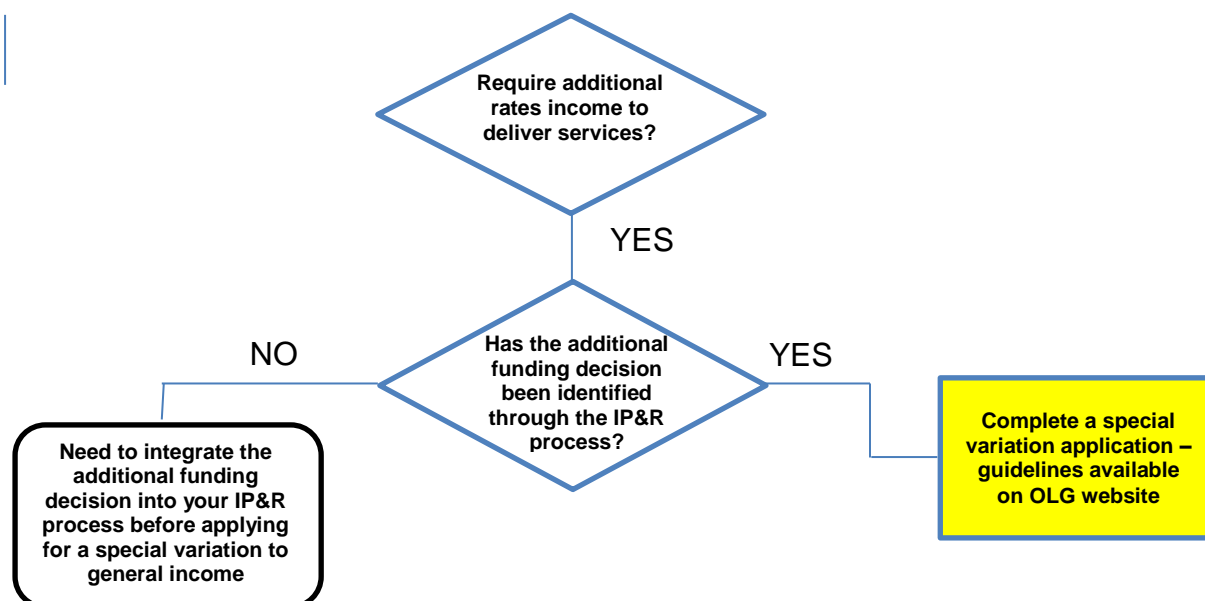 Require additional
rates income to
deliver services?
YES
Has the additional
funding decision
been identified
through the IP&R
process?
NO
YES
Need to integrate the
additional funding
decision into your IP&R
process before applying
for a special variation to
general income
Complete a special
variation application –
guidelines available
on OLG website